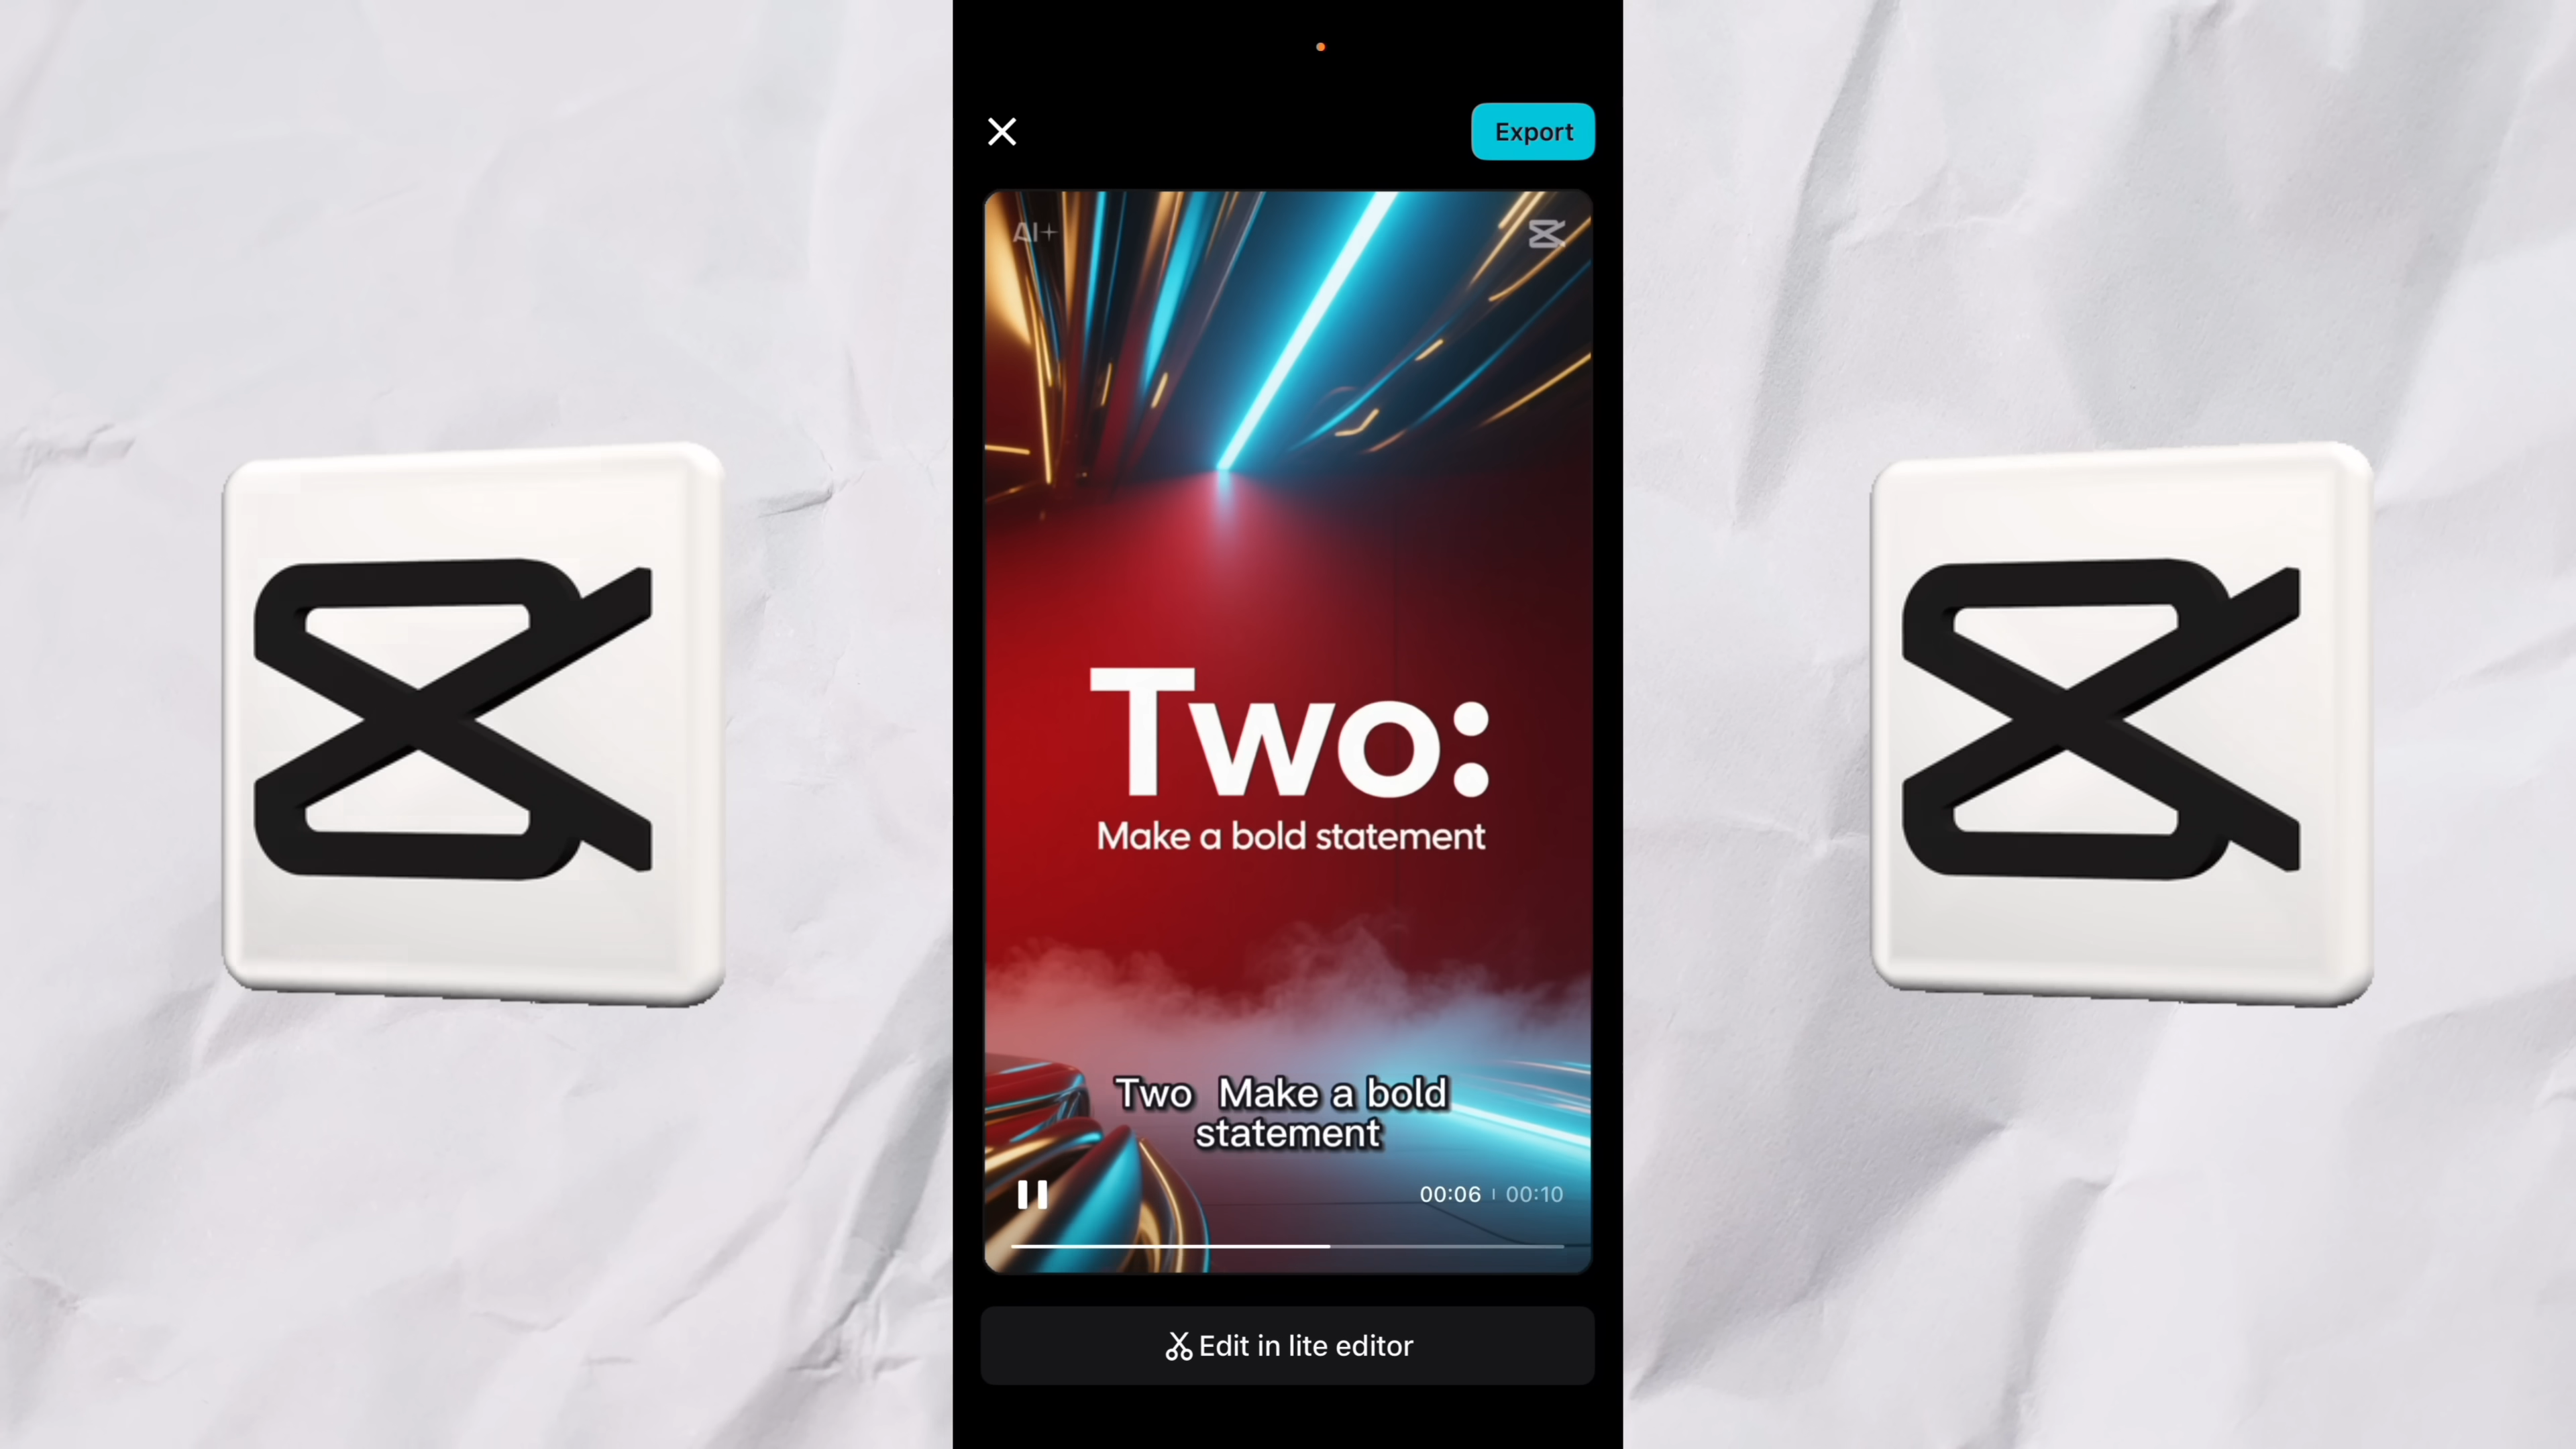 Export
AI+
Two:
Make a bold statement
Two Make a bold
statement
00:06 00:10
Edit in lite editor